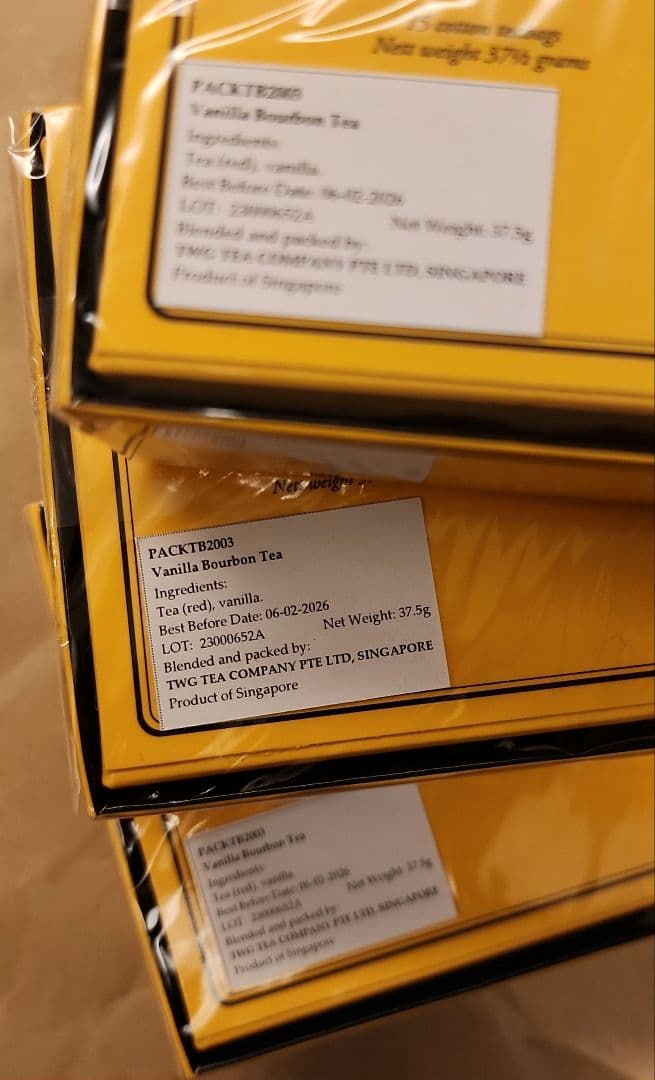 15 cotton teabags
Nett weight 37½ grams
PACKTB2003
Vanilla Bourbon Tea
Ingredients:
Tea (red), vanilla.
Best Before Date: 06-02-2026
LOT: 23000652A Net Weight: 37.5g
Blended and packed by:
TWG TEA COMPANY PTE LTD, SINGAPORE
Product of Singapore
Nett weight
PACKTB2003
Vanilla Bourbon Tea
Ingredients:
Tea (red), vanilla.
Best Before Date: 06-02-2026
LOT: 23000652A Net Weight: 37.5g
Blended and packed by:
TWG TEA COMPANY PTE LTD, SINGAPORE
Product of Singapore
PACKTB2003
Vanilla Bourbon Tea
Ingredients:
Tea (red), vanilla.
Best Before Date: 06-02-2026
LOT: 23000652A Net Weight: 37.5g
Blended and packed by:
TWG TEA COMPANY PTE LTD, SINGAPORE
Product of Singapore